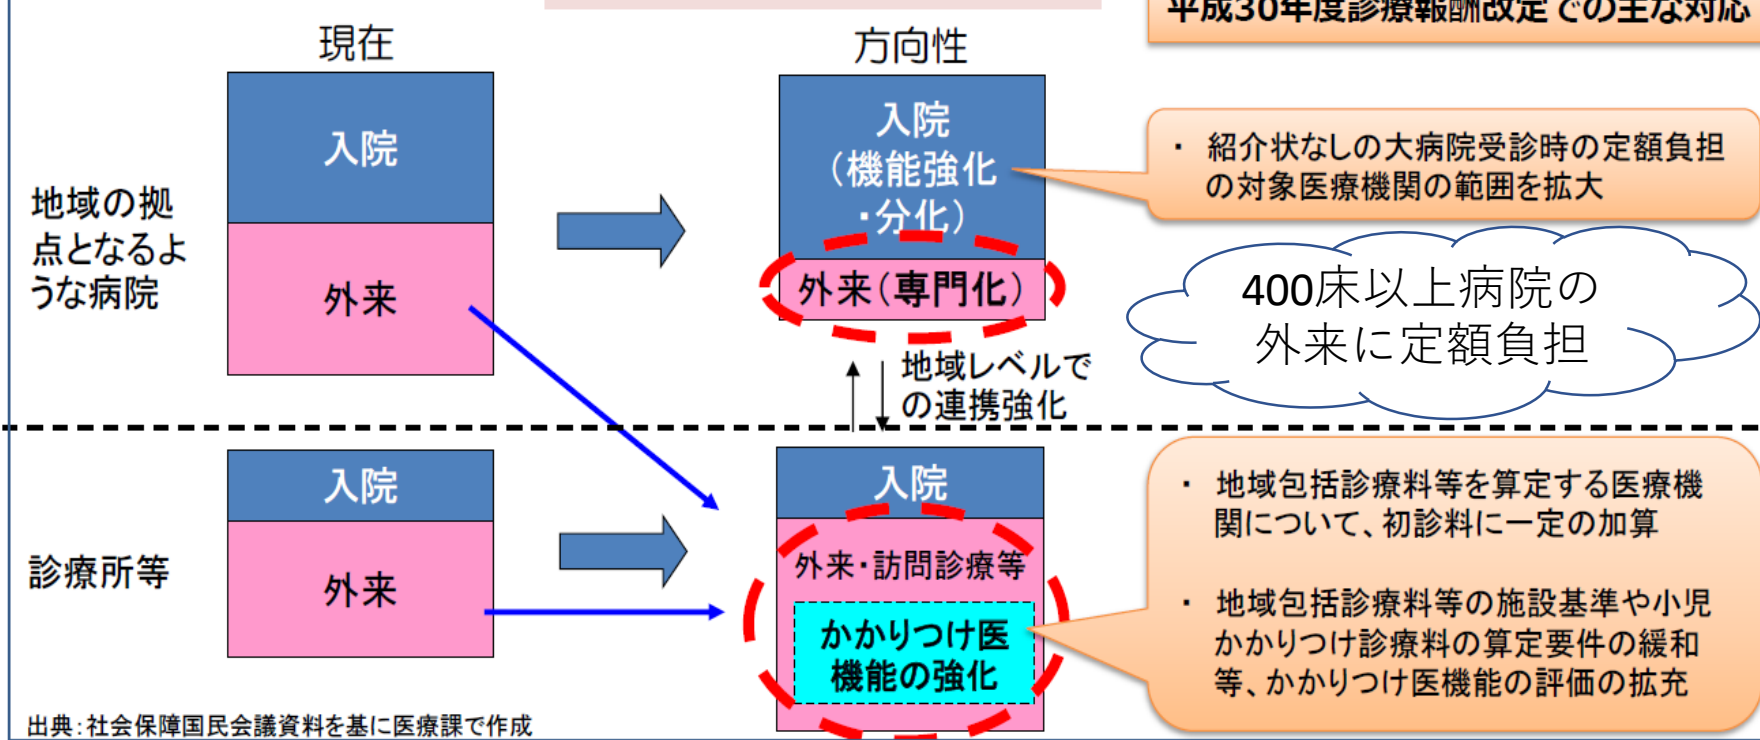 平成30年度診療報酬改定での主な対応
現在
方向性
入院
外来
地域の拠
点となるよ
うな病院
入院
（機能強化
・分化）
外来（専門化）
・ 紹介状なしの大病院受診時の定額負担
の対象医療機関の範囲を拡大
400床以上病院の
外来に定額負担
地域レベルで
の連携強化
診療所等
入院
外来
入院
外来・訪問診療等
かかりつけ医
機能の強化
・ 地域包括診療料等を算定する医療機
関について、初診料に一定の加算
・ 地域包括診療料等の施設基準や小児
かかりつけ診療料の算定要件の緩和
等、かかりつけ医機能の評価の拡充
出典：社会保障国民会議資料を基に医療課で作成